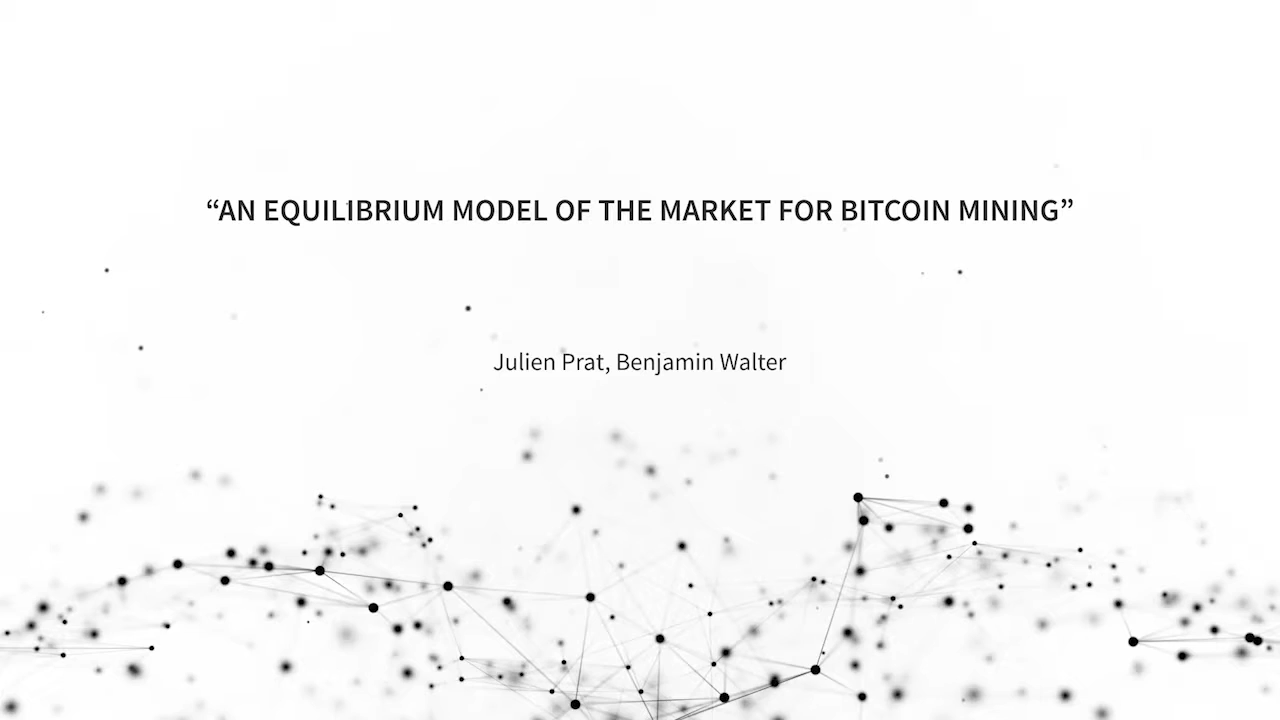 “AN EQUILIBRIUM MODEL OF THE MARKET FOR BITCOIN MINING”
Julien Prat, Benjamin Walter